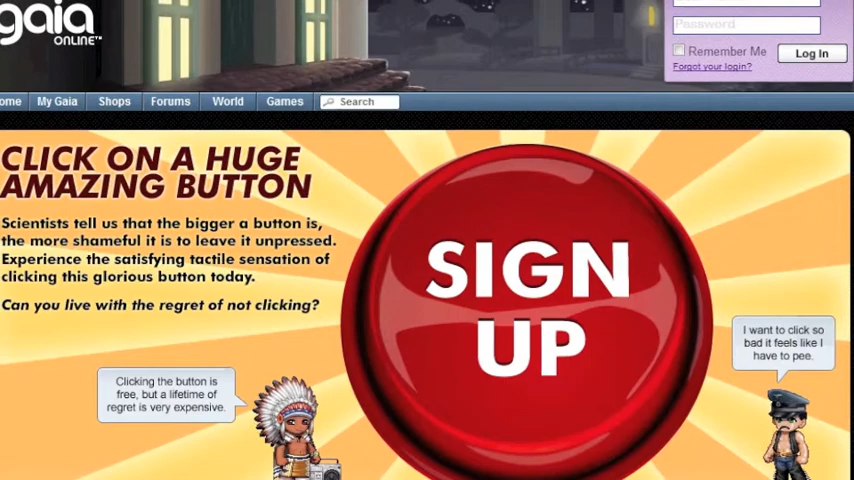 gaia
ONLINE™
Password
Remember Me
Log In
Forgot your login?
My Gaia
Shops
Forums
World
Games
Search
CLICK ON A HUGE
AMAZING BUTTON
Scientists tell us that the bigger a button is,
the more shameful it is to leave it unpressed.
Experience the satisfying tactile sensation of
clicking this glorious button today.
Can you live with the regret of not clicking?
SIGN
UP
Clicking the button is
free, but a lifetime of
regret is very expensive.
I want to click so
bad it feels like I
have to pee.